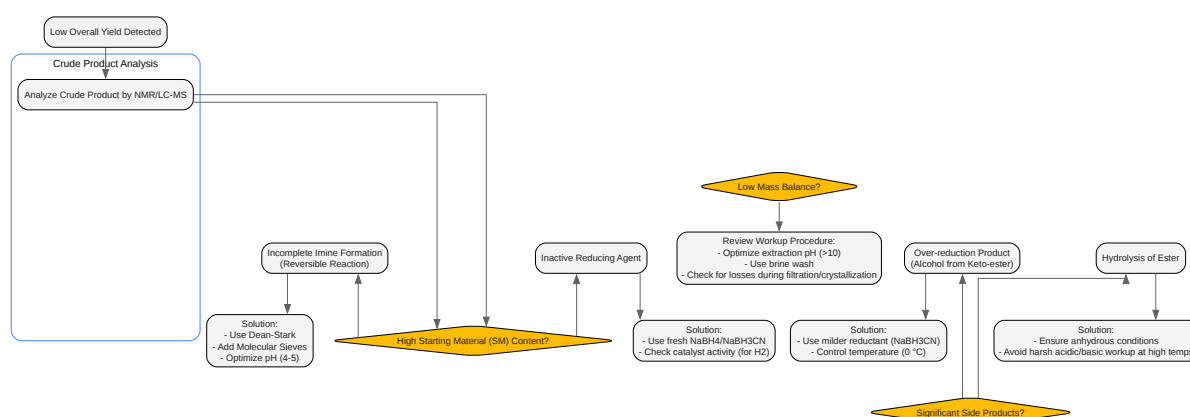 Low Overall Yield Detected
Crude Product Analysis
Analyze Crude Product by NMR/LC-MS
Low Mass Balance?
Review Workup Procedure:
- Optimize extraction pH (>10)
- Use brine wash
- Check for losses during filtration/crystallization
Incomplete Imine Formation
(Reversible Reaction)
Inactive Reducing Agent
Over-reduction Product
(Alcohol from Keto-ester)
Hydrolysis of Ester
Solution:
- Use Dean-Stark
- Add Molecular Sieves
- Optimize pH (4-5)
High Starting Material (SM) Content?
Solution:
- Use fresh NaBH4/NaBH3CN
- Check catalyst activity (for H2)
Solution:
- Use milder reductant (NaBH3CN)
- Control temperature (0 °C)
Solution:
- Ensure anhydrous conditions
- Avoid harsh acidic/basic workup at high temps
Significant Side Products?